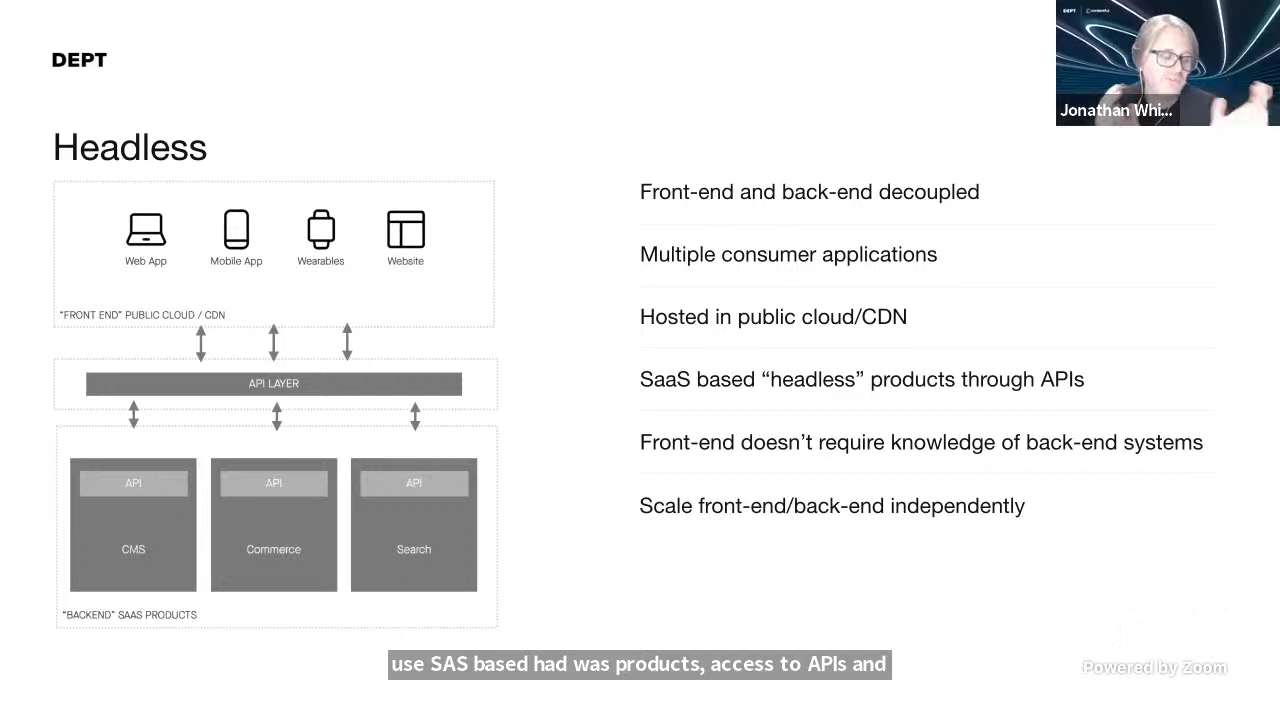 DEPT
DEPT contentful
Jonathan Whi...
Headless
Web App
Mobile App
Wearables
Website
"FRONT END" PUBLIC CLOUD / CDN
API LAYER
API
API
API
CMS
Commerce
Search
"BACKEND" SAAS PRODUCTS
Front-end and back-end decoupled
Multiple consumer applications
Hosted in public cloud/CDN
SaaS based “headless” products through APIs
Front-end doesn’t require knowledge of back-end systems
Scale front-end/back-end independently
use SAS based had was products, access to APIs and
Powered by Zoom